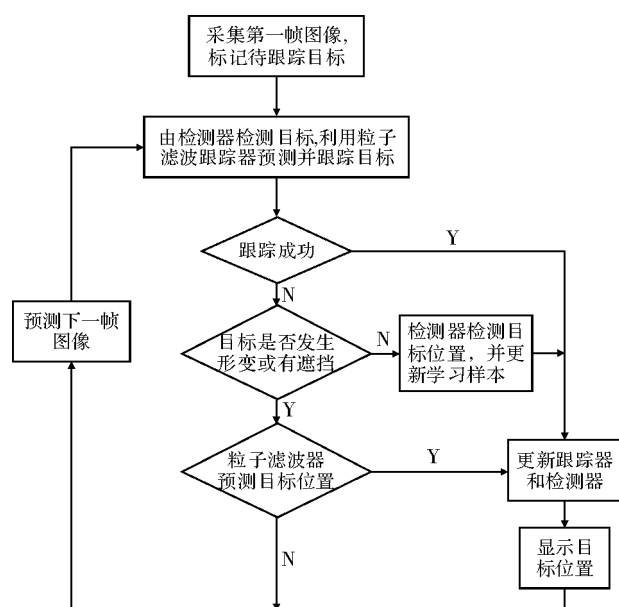 采集第一帧图像,
标记待跟踪目标
由检测器检测目标,利用粒子
滤波跟踪器预测并跟踪目标
跟踪成功
Y
N
预测下一帧
图像
目标是否发生
形变或有遮挡
N
检测器检测目
标位置，并更
新学习样本
Y
粒子滤波器
预测目标位置
Y
更新跟踪器
和检测器
N
显示目
标位置